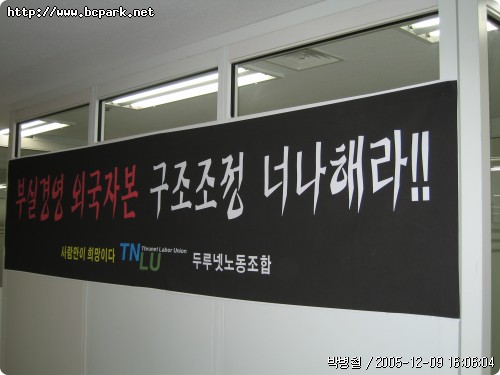 http://www.bcpark.net
부실경영 외국자본 구조조정 너나해라!!
사람만이 희망이다 TNLU Thrunet Labor Union 두루넷노동조합
박병철 / 2005-12-09 16:06:04